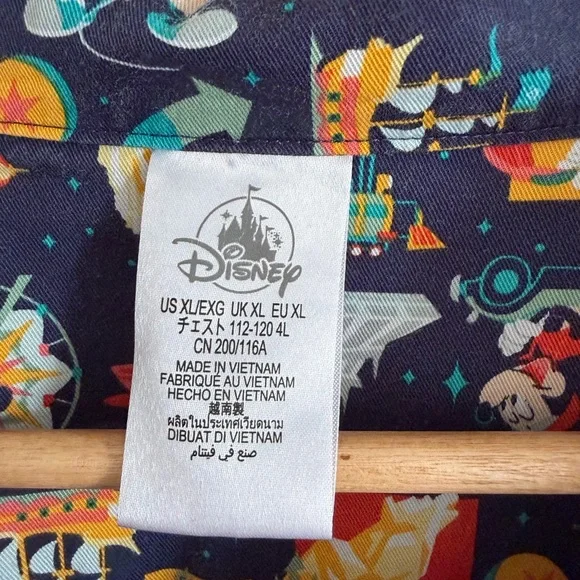 Disney
US XL/EXG UK XL EU XL
チェスト 112-120 4L
CN 200/116A
MADE IN VIETNAM
FABRIQUÉ AU VIETNAM
HECHO EN VIETNAM
越南製
ผลิตในประเทศเวียดนาม
DIBUAT DI VIETNAM
صنع في فيتنام